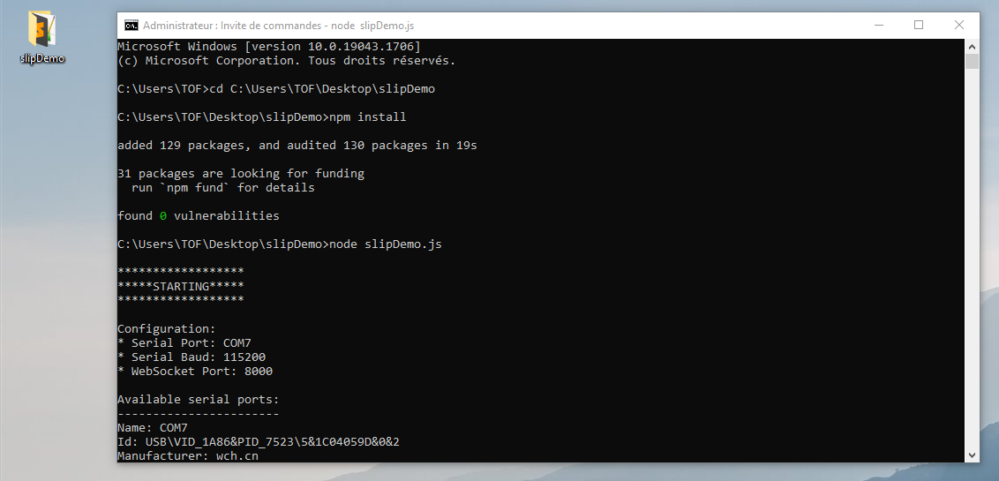 slipDemo
Administrateur : Invite de commandes - node slipDemo.js
Microsoft Windows [version 10.0.19043.1706]
(c) Microsoft Corporation. Tous droits réservés.
C:\Users\TOF>cd C:\Users\TOF\Desktop\slipDemo
C:\Users\TOF\Desktop\slipDemo>npm install
added 129 packages, and audited 130 packages in 19s
31 packages are looking for funding
run `npm fund` for details
found 0 vulnerabilities
C:\Users\TOF\Desktop\slipDemo>node slipDemo.js
******************
*****STARTING*****
******************
Configuration:
* Serial Port: COM7
* Serial Baud: 115200
* WebSocket Port: 8000
Available serial ports:
-----------------------
Name: COM7
Id: USB\VID_1A86&PID_7523\5&1C04059D&0&2
Manufacturer: wch.cn